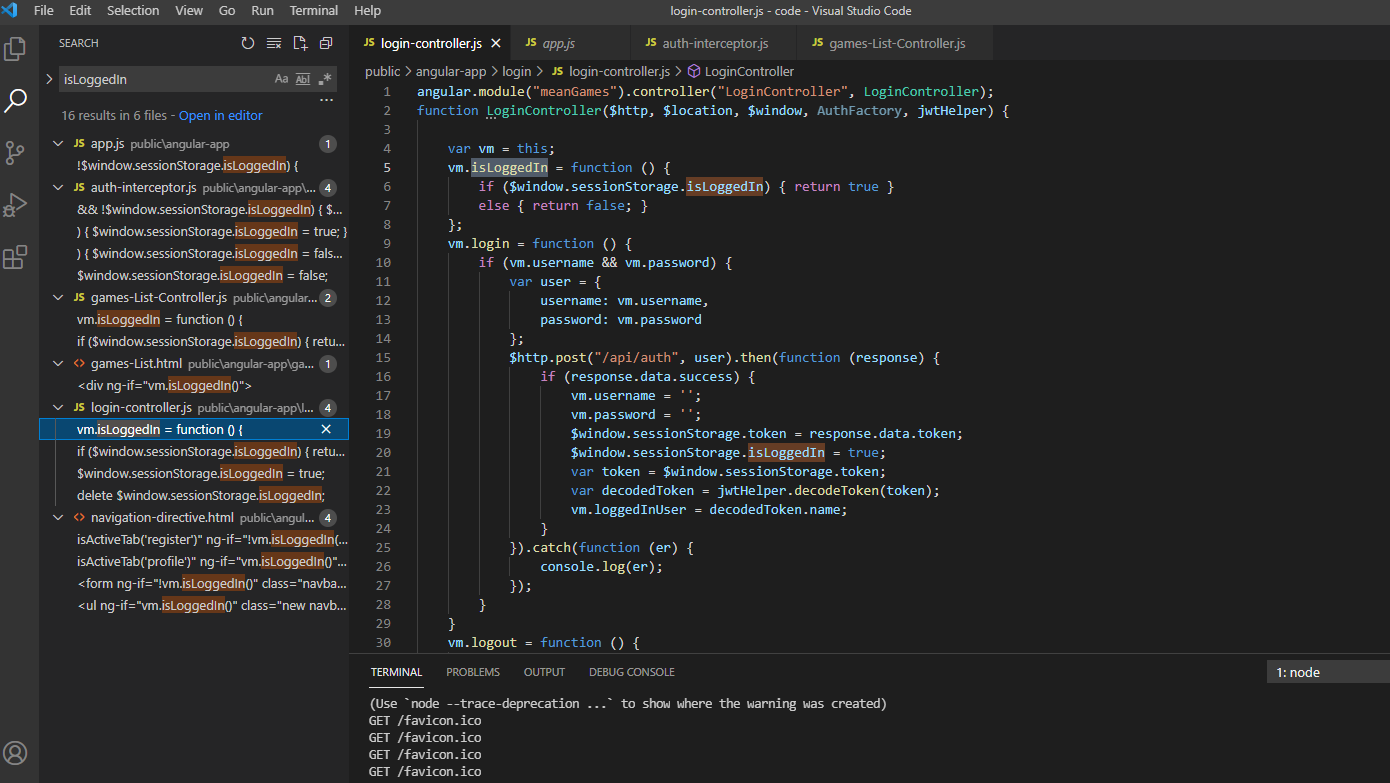 File Edit Selection View Go Run Terminal Help
login-controller.js - code - Visual Studio Code
SEARCH
isLoggedIn
Aa Abl .*
16 results in 6 files - Open in editor
JS app.js public\angular-app 1
!$window.sessionStorage.isLoggedIn) {
JS auth-interceptor.js public\angular-app\... 4
&& !$window.sessionStorage.isLoggedIn) { $...
) { $window.sessionStorage.isLoggedIn = true; }
) { $window.sessionStorage.isLoggedIn = fals...
$window.sessionStorage.isLoggedIn = false;
JS games-List-Controller.js public\angular... 2
vm.isLoggedIn = function () {
if ($window.sessionStorage.isLoggedIn) { retu...
<> games-List.html public\angular-app\ga... 1
<div ng-if="vm.isLoggedIn()">
JS login-controller.js public\angular-app\l... 4
vm.isLoggedIn = function () {
if ($window.sessionStorage.isLoggedIn) { retu...
$window.sessionStorage.isLoggedIn = true;
delete $window.sessionStorage.isLoggedIn;
<> navigation-directive.html public\angul... 4
isActiveTab('register')" ng-if="!vm.isLoggedIn(...
isActiveTab('profile')" ng-if="vm.isLoggedIn()"...
<form ng-if="!vm.isLoggedIn()" class="navba...
<ul ng-if="vm.isLoggedIn()" class="new navb...
JS login-controller.js JS app.js JS auth-interceptor.js JS games-List-Controller.js
public > angular-app > login > JS login-controller.js > LoginController
1 angular.module("meanGames").controller("LoginController", LoginController);
2 function LoginController($http, $location, $window, AuthFactory, jwtHelper) {
3
4 var vm = this;
5 vm.isLoggedIn = function () {
6 if ($window.sessionStorage.isLoggedIn) { return true }
7 else { return false; }
8 };
9 vm.login = function () {
10 if (vm.username && vm.password) {
11 var user = {
12 username: vm.username,
13 password: vm.password
14 };
15 $http.post("/api/auth", user).then(function (response) {
16 if (response.data.success) {
17 vm.username = '';
18 vm.password = '';
19 $window.sessionStorage.token = response.data.token;
20 $window.sessionStorage.isLoggedIn = true;
21 var token = $window.sessionStorage.token;
22 var decodedToken = jwtHelper.decodeToken(token);
23 vm.loggedInUser = decodedToken.name;
24 }
25 }).catch(function (er) {
26 console.log(er);
27 });
28 }
29 }
30 vm.logout = function () {
TERMINAL PROBLEMS OUTPUT DEBUG CONSOLE
1: node
(Use `node --trace-deprecation ...` to show where the warning was created)
GET /favicon.ico
GET /favicon.ico
GET /favicon.ico
GET /favicon.ico